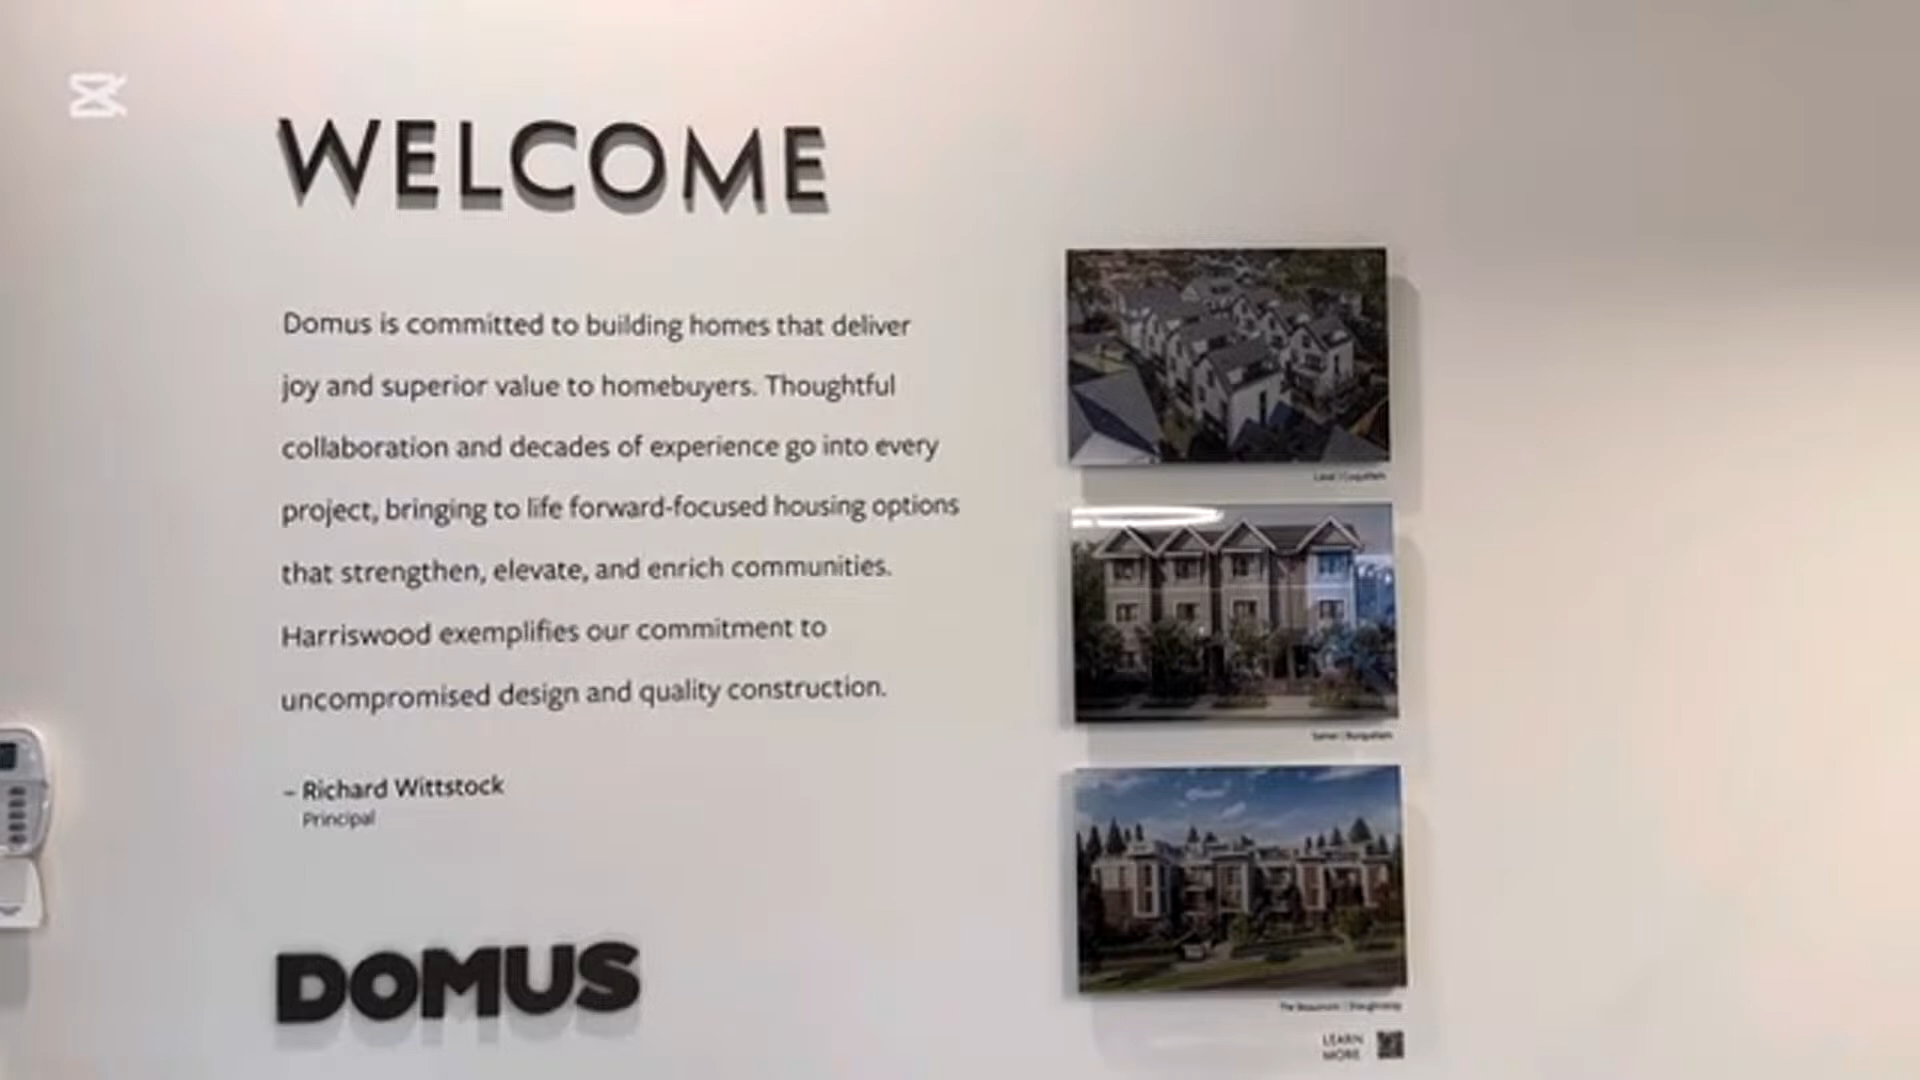 WELCOME
Domus is committed to building homes that deliver
joy and superior value to homebuyers. Thoughtful
collaboration and decades of experience go into every
project, bringing to life forward-focused housing options
that strengthen, elevate, and enrich communities.
Harriswood exemplifies our commitment to
uncompromised design and quality construction.
– Richard Wittstock
Principal
DOMUS
LEARN
MORE